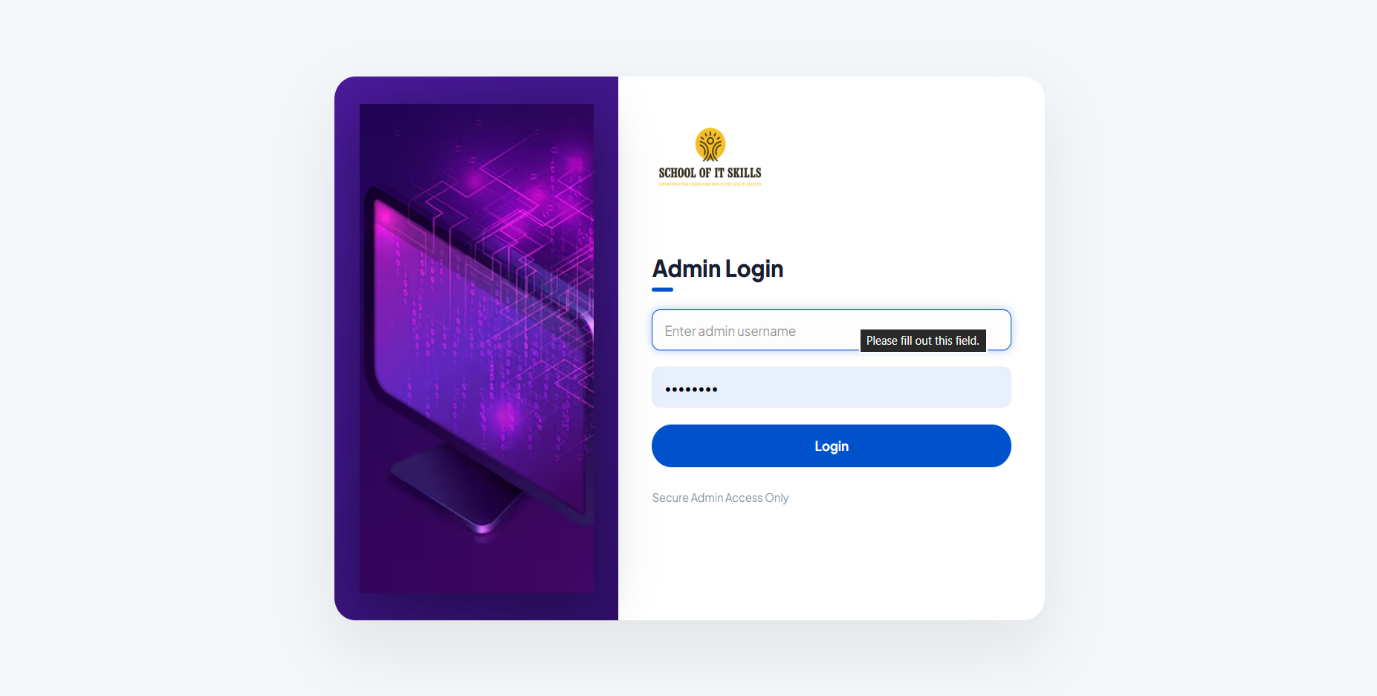 SCHOOL OF IT SKILLS
Admin Login
Enter admin username
Please fill out this field.
••••••••
Login
Secure Admin Access Only